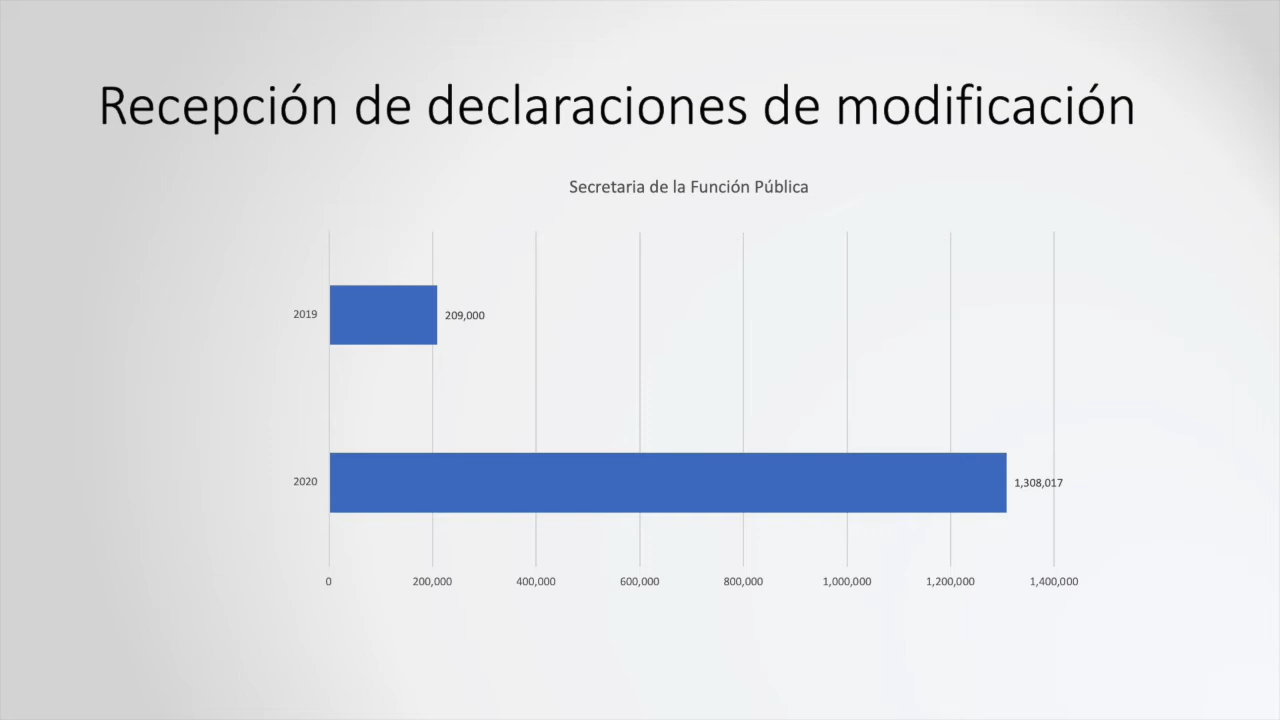 Recepción de declaraciones de modificación
Secretaria de la Función Pública
2019
209,000
2020
1,308,017
0 200,000 400,000 600,000 800,000 1,000,000 1,200,000 1,400,000